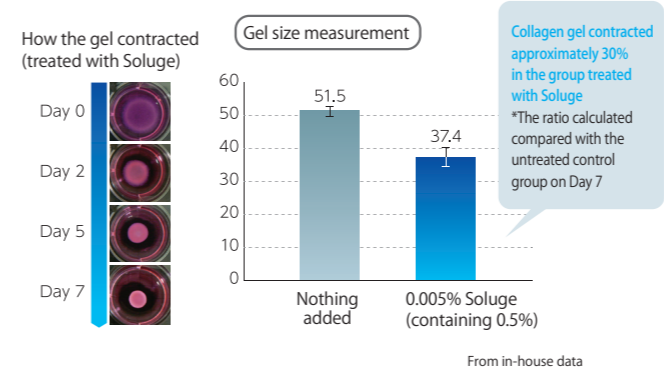 How the gel contracted
(treated with Soluge)
Day 0
Day 2
Day 5
Day 7
Gel size measurement
60
50
40
30
20
10
0
51.5
37.4
Nothing
added
0.005% Soluge
(containing 0.5%)
Collagen gel contracted
approximately 30%
in the group treated
with Soluge
*The ratio calculated
compared with the
untreated control
group on Day 7
From in-house data